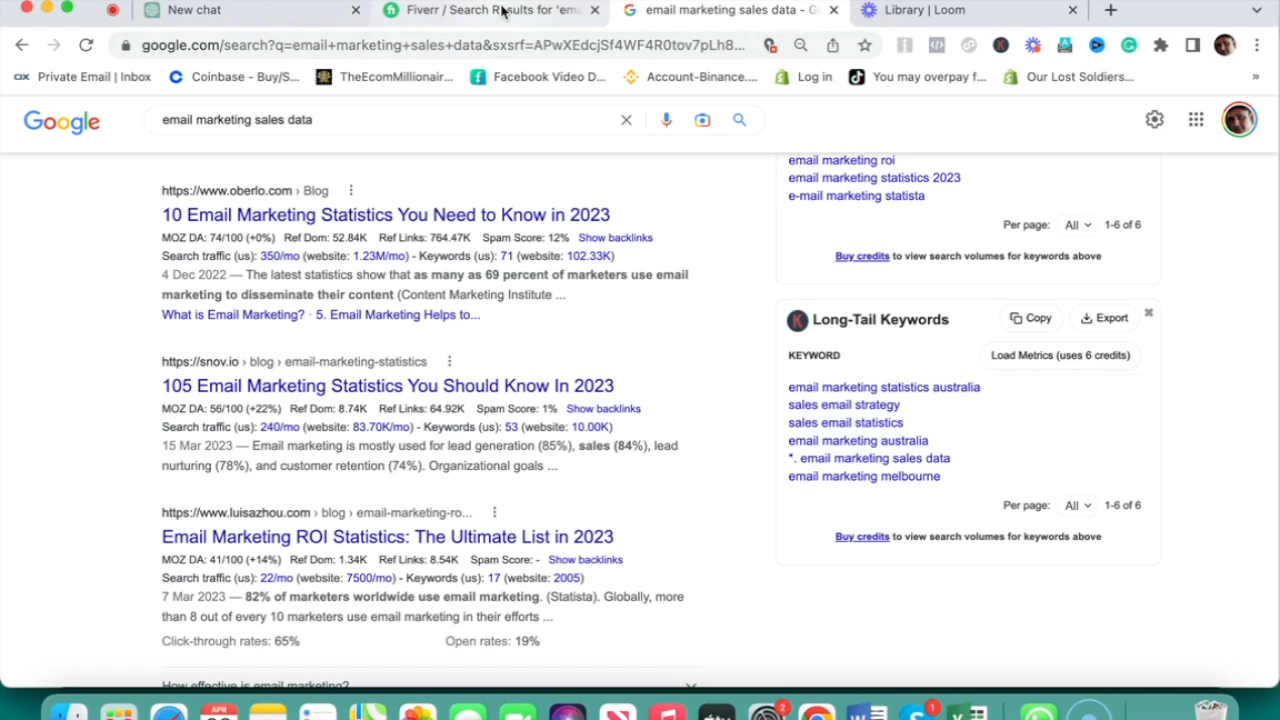 New chat
Fiverr / Search Results for 'ema
email marketing sales data - G
Library | Loom
google.com/search?q=email+marketing+sales+data&sxsrf=APwXEdcjSf4WF4R0tov7pLh8...
Private Email | Inbox
Coinbase - Buy/S...
TheEcomMillionair...
Facebook Video D...
Account-Binance....
Log in
You may overpay f...
Our Lost Soldiers...
»
Google
email marketing sales data
https://www.oberlo.com › Blog
10 Email Marketing Statistics You Need to Know in 2023
MOZ DA: 74/100 (+0%) Ref Dom: 52.84K Ref Links: 764.47K Spam Score: 12% Show backlinks
Search traffic (us): 350/mo (website: 1.23M/mo) - Keywords (us): 71 (website: 102.33K)
4 Dec 2022 — The latest statistics show that as many as 69 percent of marketers use email
marketing to disseminate their content (Content Marketing Institute ...
What is Email Marketing? · 5. Email Marketing Helps to...
https://snov.io › blog › email-marketing-statistics
105 Email Marketing Statistics You Should Know In 2023
MOZ DA: 56/100 (+22%) Ref Dom: 8.74K Ref Links: 64.92K Spam Score: 1% Show backlinks
Search traffic (us): 240/mo (website: 83.70K/mo) - Keywords (us): 53 (website: 10.00K)
15 Mar 2023 — Email marketing is mostly used for lead generation (85%), sales (84%), lead
nurturing (78%), and customer retention (74%). Organizational goals ...
https://www.luisazhou.com › blog › email-marketing-ro...
Email Marketing ROI Statistics: The Ultimate List in 2023
MOZ DA: 41/100 (+14%) Ref Dom: 1.34K Ref Links: 8.54K Spam Score: - Show backlinks
Search traffic (us): 22/mo (website: 7500/mo) - Keywords (us): 17 (website: 2005)
7 Mar 2023 — 82% of marketers worldwide use email marketing. (Statista). Globally, more
than 8 out of every 10 marketers use email marketing in their efforts ...
Click-through rates: 65% Open rates: 19%
How effective is email marketing?
email marketing roi
email marketing statistics 2023
e-mail marketing statista
Per page: All 1-6 of 6
Buy credits to view search volumes for keywords above
K Long-Tail Keywords
Copy
Export
KEYWORD
Load Metrics (uses 6 credits)
email marketing statistics australia
sales email strategy
sales email statistics
email marketing australia
*. email marketing sales data
email marketing melbourne
Per page: All 1-6 of 6
Buy credits to view search volumes for keywords above
APR
2
1